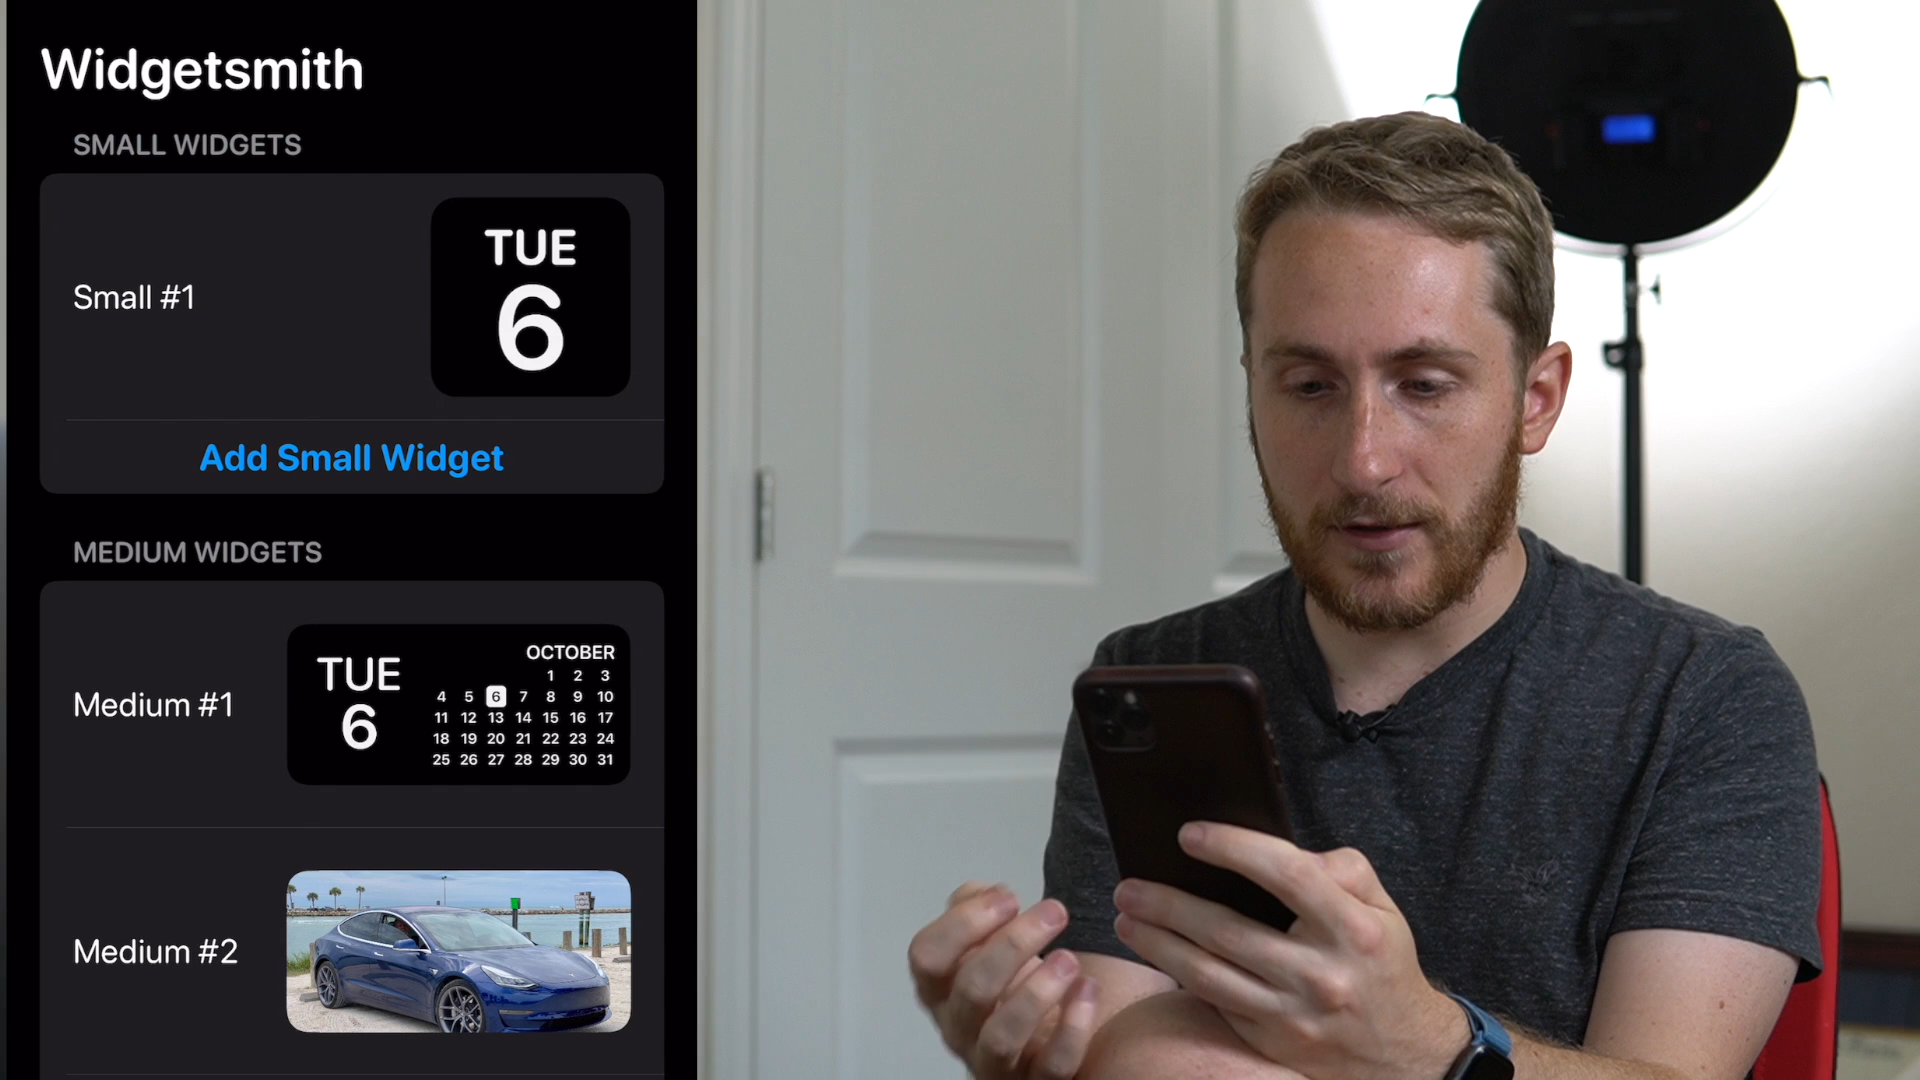 Widgetsmith
SMALL WIDGETS
Small #1
TUE
6
Add Small Widget
MEDIUM WIDGETS
Medium #1
TUE
6
OCTOBER
1 2 3
4 5 6 7 8 9 10
11 12 13 14 15 16 17
18 19 20 21 22 23 24
25 26 27 28 29 30 31
Medium #2